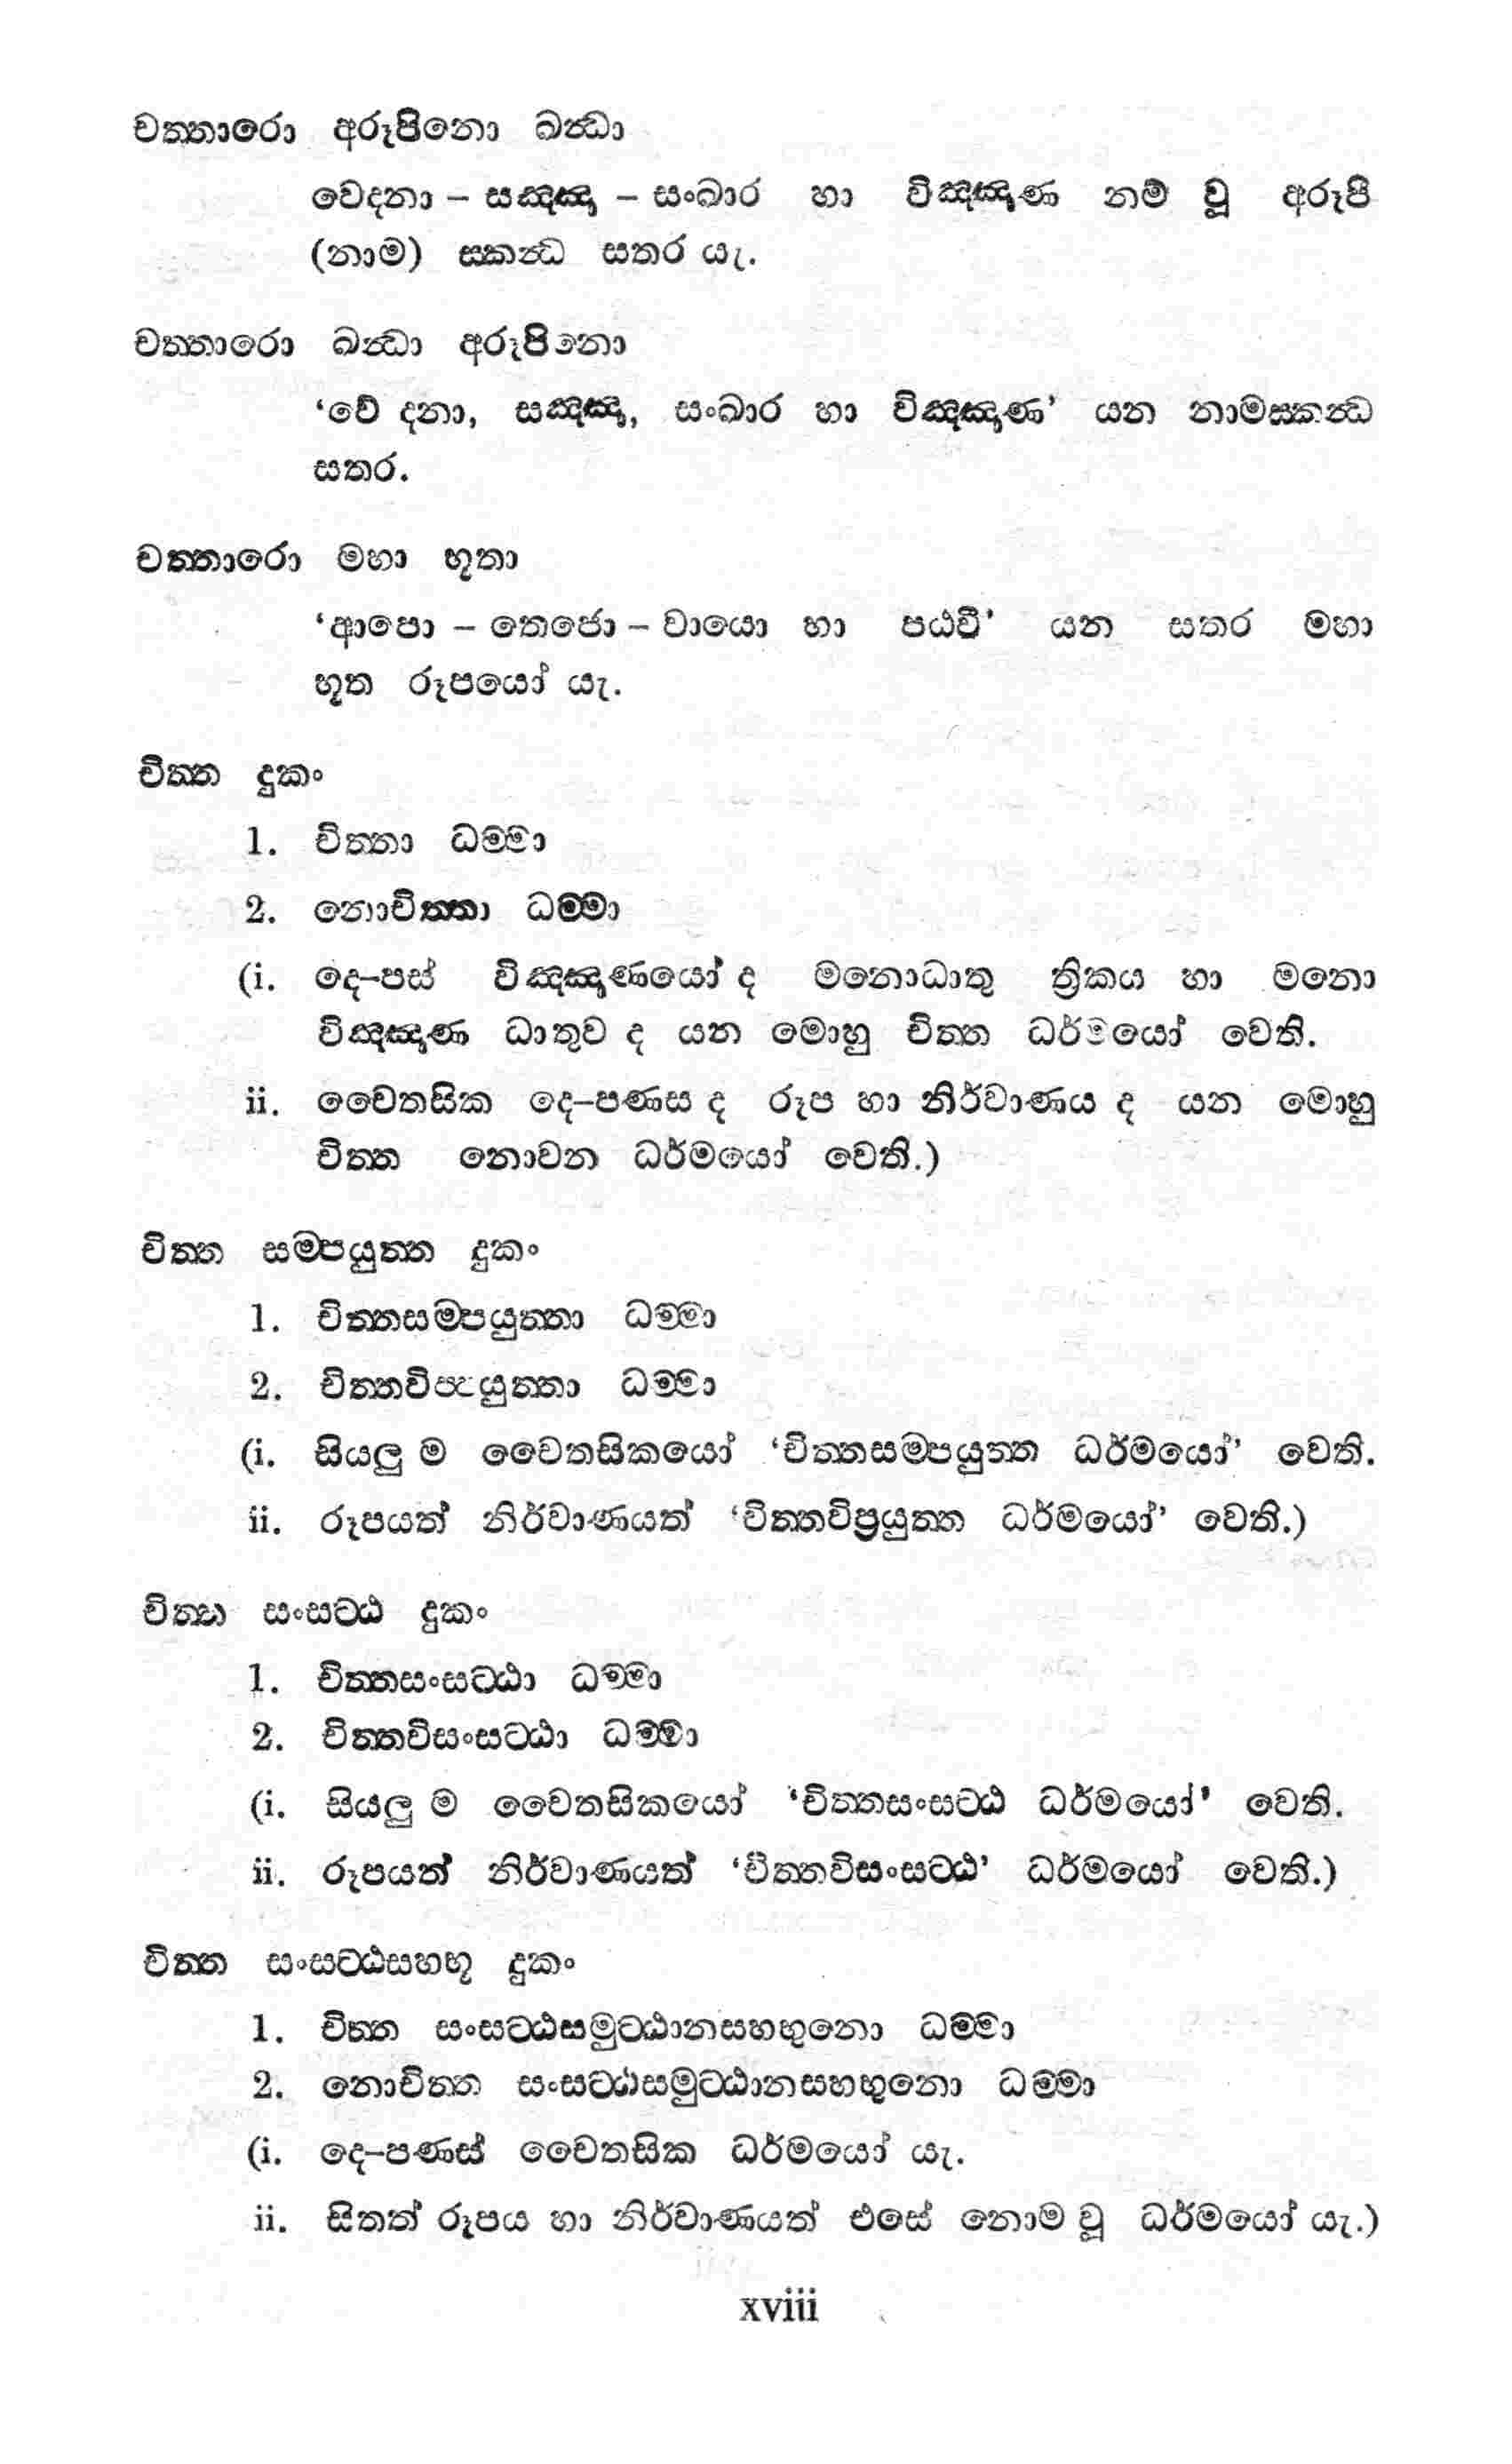 චත්තාරො අරූපිනො ඛන්ධා
වෙදනා – සඤ්ඤ – සංඛාර හා විඤ්ඤණ නම් වූ අරූපි
(නාම) ස්කන්ධ සතර යැ.
චත්තාරො ඛන්ධා අරූපිනො
‘වේ දනා, සඤ්ඤ, සංඛාර හා විඤ්ඤණ’ යන නාමස්කන්ධ
සතර.
චත්තාරො මහා භූතා
‘ආපො – තෙජො – වායො හා පඨවී’ යන සතර මහා
භූත රූපයෝ යැ.
චිත්ත දුකං
1. චිත්තා ධම්මා
2. නොචිත්තා ධම්මා
(i. දෙ–පස් විඤ්ඤණයෝ ද මනොධාතු ත්‍රිකය හා මනො
විඤ්ඤණ ධාතුව ද යන මොහු චිත්ත ධර්මයෝ වෙති.
ii. චෛතසික දෙ–පණස ද රූප හා නිර්වාණය ද යන මොහු
චිත්ත නොවන ධර්මයෝ වෙති.)
චිත්ත සම්පයුත්ත දුකං
1. චිත්තසම්පයුත්තා ධම්මා
2. චිත්තවිප්පයුත්තා ධම්මා
(i. සියලු ම චෛතසිකයෝ ‘චිත්තසම්පයුත්ත ධර්මයෝ’ වෙති.
ii. රූපයත් නිර්වාණයත් ‘චිත්තවිප්‍රයුත්ත ධර්මයෝ’ වෙති.)
චිත්ත සංසට්ඨ දුකං
1. චිත්තසංසට්ඨා ධම්මා
2. චිත්තවිසංසට්ඨා ධම්මා
(i. සියලු ම චෛතසිකයෝ ‘චිත්තසංසට්ඨ ධර්මයෝ’ වෙති.
ii. රූපයත් නිර්වාණයත් ‘චිත්තවිසංසට්ඨ’ ධර්මයෝ වෙති.)
චිත්ත සංසට්ඨසහභූ දුකං
1. චිත්ත සංසට්ඨසමුට්ඨානසහභුනො ධම්මා
2. නොචිත්ත සංසට්ඨසමුට්ඨානසහභුනො ධම්මා
(i. දෙ–පණස් චෛතසික ධර්මයෝ යැ.
ii. සිතත් රූපය හා නිර්වාණයත් එසේ නොම වූ ධර්මයෝ යැ.)
xviii